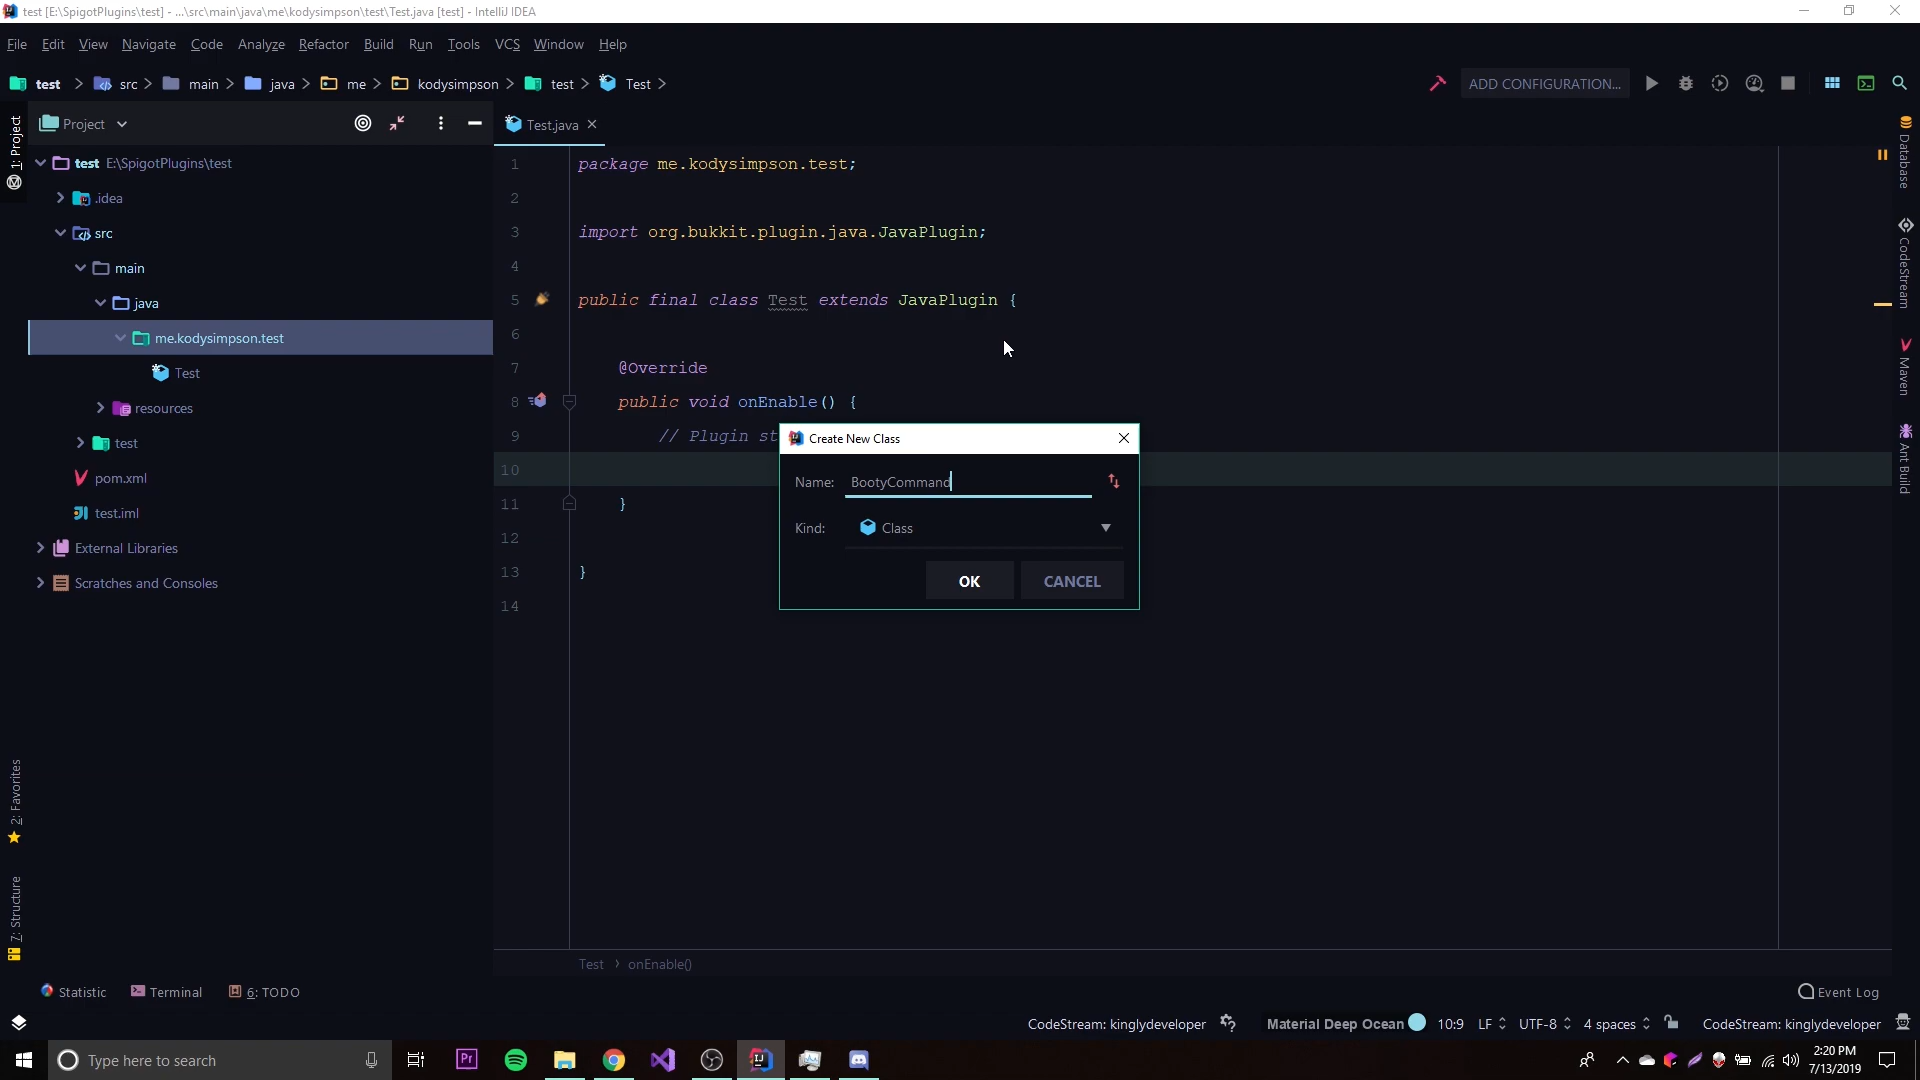 test [E:\SpigotPlugins\test] - ...\src\main\java\me\kodysimpson\test\Test.java [test] - IntelliJ IDEA
File Edit View Navigate Code Analyze Refactor Build Run Tools VCS Window Help
test src main java me kodysimpson test Test
ADD CONFIGURATION...
Project
Test.java
1: Project
test E:\SpigotPlugins\test
.idea
src
main
java
me.kodysimpson.test
Test
resources
test
pom.xml
test.iml
External Libraries
Scratches and Consoles
2: Favorites
7: Structure
1 package me.kodysimpson.test;
2
3 import org.bukkit.plugin.java.JavaPlugin;
4
5 public final class Test extends JavaPlugin {
6
7 @Override
8 public void onEnable() {
9 // Plugin st
10
11 }
12
13 }
14
Create New Class
Name: BootyCommand
Kind: Class
OK CANCEL
Database
CodeStream
Maven
Ant Build
Test › onEnable()
Statistic Terminal 6: TODO
Event Log
CodeStream: kinglydeveloper Material Deep Ocean 10:9 LF UTF-8 4 spaces CodeStream: kinglydeveloper
Type here to search
Pr
IJ
2:20 PM
7/13/2019